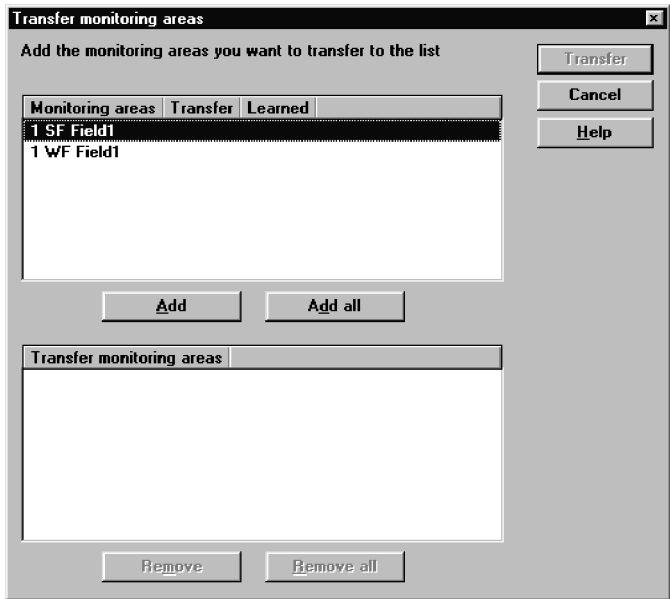 Transfer monitoring areas
Add the monitoring areas you want to transfer to the list
Transfer
Cancel
Help
Monitoring areas Transfer Learned
1 SF Field1
1 WF Field1
Add Add all
Transfer monitoring areas
Remove Remove all